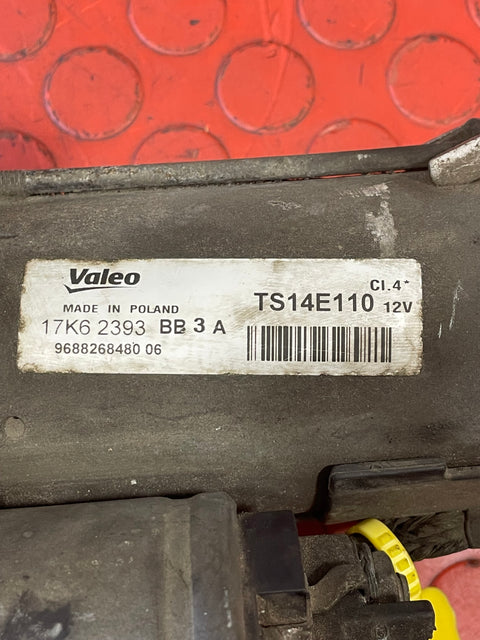 Valeo
MADE IN POLAND
17K6 2393 BB 3 A
9688268480 06
Cl.4*
TS14E110 12V